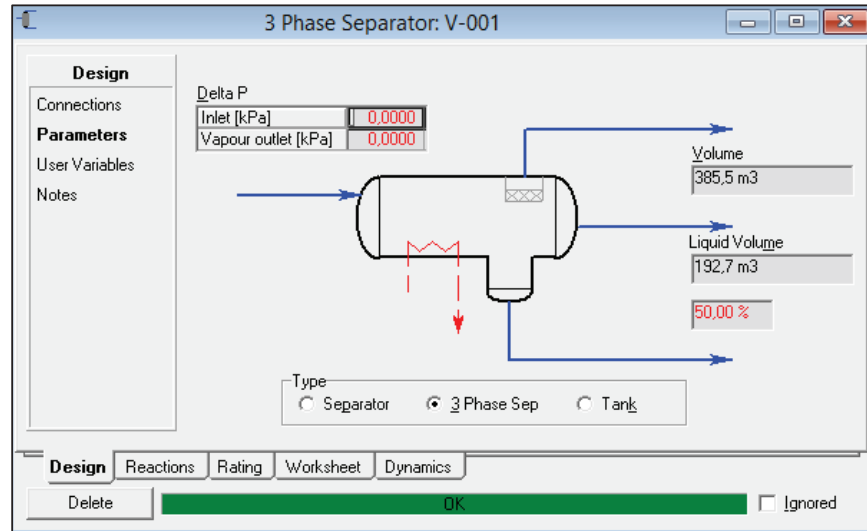 3 Phase Separator: V-001
Design
Connections
Parameters
User Variables
Notes
Delta P
Inlet [kPa] 0,0000
Vapour outlet [kPa] 0,0000
Volume
385,5 m3
Liquid Volume
192,7 m3
50,00 %
Type
Separator 3 Phase Sep Tank
Design Reactions Rating Worksheet Dynamics
Delete OK Ignored